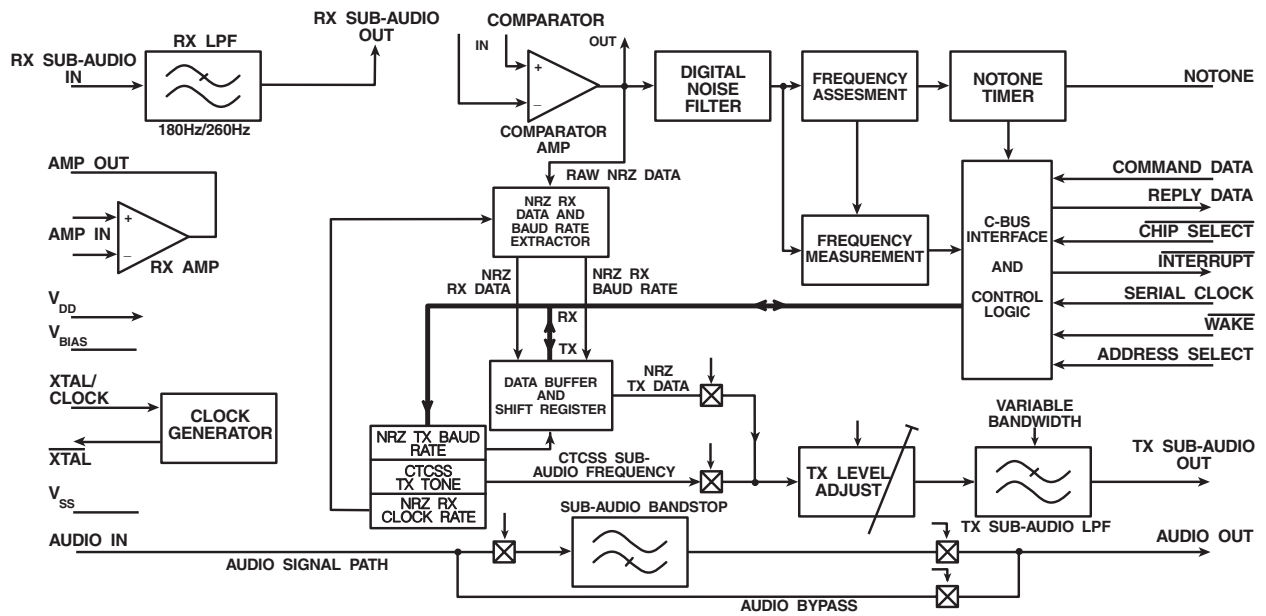 RX SUB-AUDIO
OUT
COMPARATOR
IN
OUT
RX LPF
RX SUB-AUDIO
IN
180Hz/260Hz
+
_
COMPARATOR
AMP
DIGITAL
NOISE
FILTER
FREQUENCY
ASSESMENT
NOTONE
TIMER
NOTONE
AMP OUT
AMP IN
+
_
RX AMP
RAW NRZ DATA
NRZ RX
DATA AND
BAUD RATE
EXTRACTOR
FREQUENCY
MEASUREMENT
C-BUS
INTERFACE
AND
CONTROL
LOGIC
COMMAND DATA
REPLY DATA
CHIP SELECT
INTERRUPT
SERIAL CLOCK
WAKE
ADDRESS SELECT
NRZ
RX DATA
NRZ RX
BAUD RATE
VDD
VBIAS
RX
TX
XTAL/
CLOCK
XTAL
CLOCK
GENERATOR
DATA BUFFER
AND
SHIFT REGISTER
NRZ
TX DATA
NRZ TX BAUD
RATE
CTCSS
TX TONE
NRZ RX
CLOCK RATE
CTCSS SUB-
AUDIO FREQUENCY
TX LEVEL
ADJUST
VARIABLE
BANDWIDTH
TX SUB-AUDIO
OUT
TX SUB-AUDIO LPF
VSS
SUB-AUDIO BANDSTOP
AUDIO IN
AUDIO SIGNAL PATH
AUDIO OUT
AUDIO BYPASS